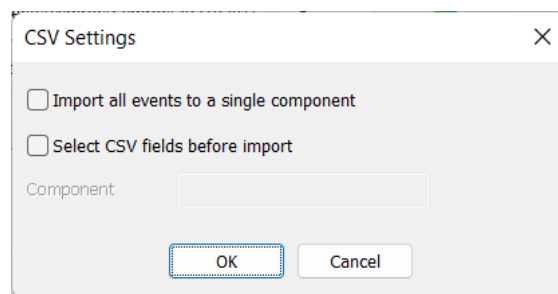 CSV Settings
Import all events to a single component
Select CSV fields before import
Component
OK Cancel